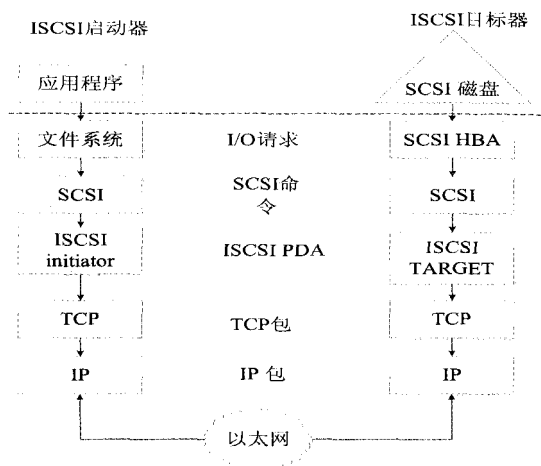 ISCSI启动器
ISCSI目标器
应用程序
SCSI 磁盘
文件系统
I/O请求
SCSI HBA
SCSI
SCSI命
令
SCSI
ISCSI
initiator
ISCSI PDA
ISCSI
TARGET
TCP
TCP包
TCP
IP
IP 包
IP
以太网